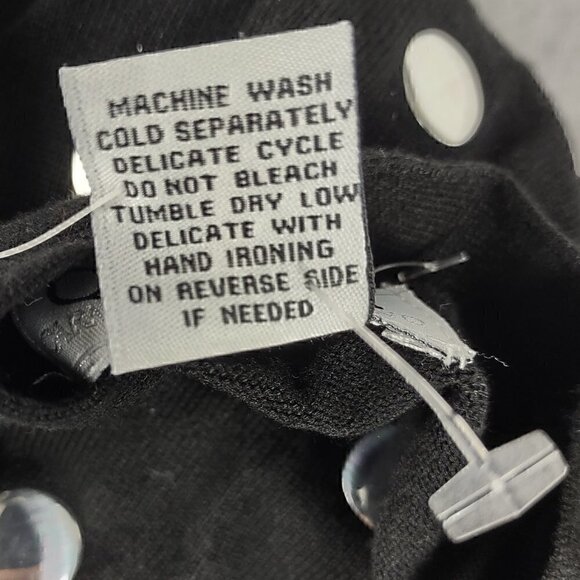 MACHINE WASH
COLD SEPARATELY
DELICATE CYCLE
DO NOT BLEACH
TUMBLE DRY LOW
DELICATE WITH
HAND IRONING
ON REVERSE SIDE
IF NEEDED